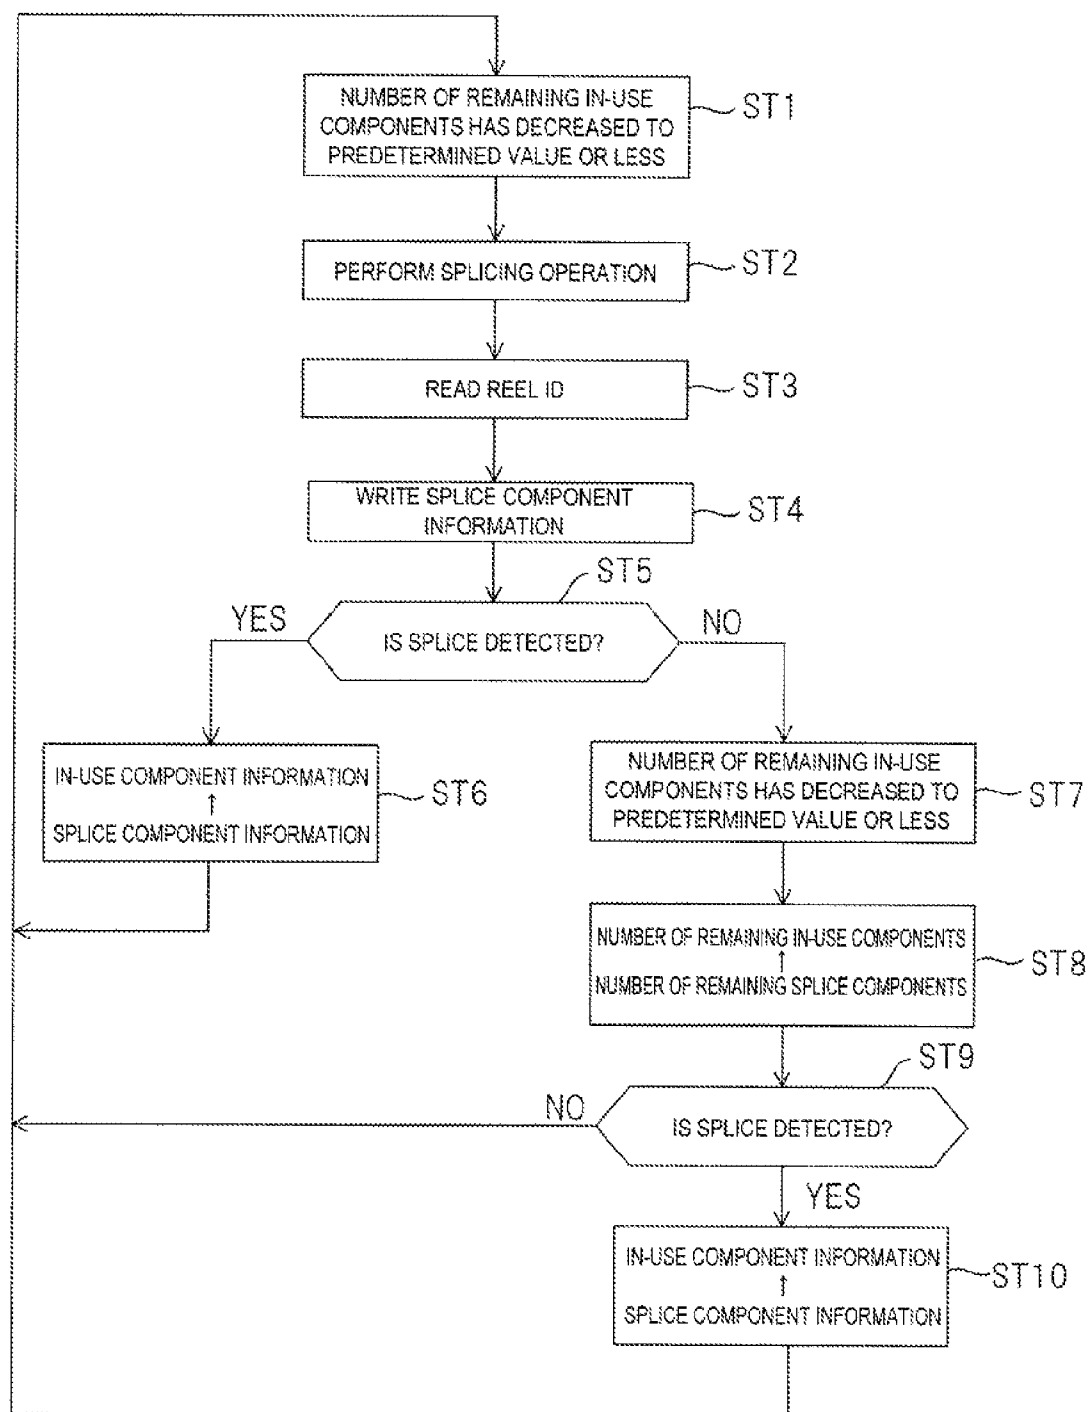 NUMBER OF REMAINING IN-USE
COMPONENTS HAS DECREASED TO
PREDETERMINED VALUE OR LESS
ST1
PERFORM SPLICING OPERATION
ST2
READ REEL ID
ST3
WRITE SPLICE COMPONENT
INFORMATION
ST4
ST5
YES
IS SPLICE DETECTED?
NO
IN-USE COMPONENT INFORMATION
↑
SPLICE COMPONENT INFORMATION
ST6
NUMBER OF REMAINING IN-USE
COMPONENTS HAS DECREASED TO
PREDETERMINED VALUE OR LESS
ST7
NUMBER OF REMAINING IN-USE COMPONENTS
↑
NUMBER OF REMAINING SPLICE COMPONENTS
ST8
ST9
NO
IS SPLICE DETECTED?
YES
IN-USE COMPONENT INFORMATION
↑
SPLICE COMPONENT INFORMATION
ST10